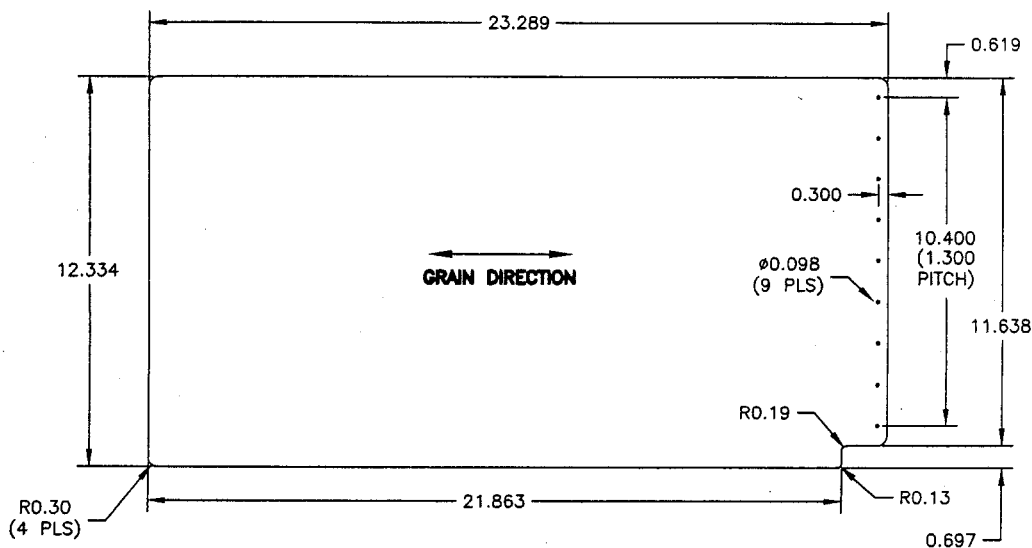 23.289
0.619
12.334
0.300
GRAIN DIRECTION
ø0.098
(9 PLS)
10.400
(1.300
PITCH)
11.638
R0.19
R0.30
(4 PLS)
21.863
R0.13
0.697